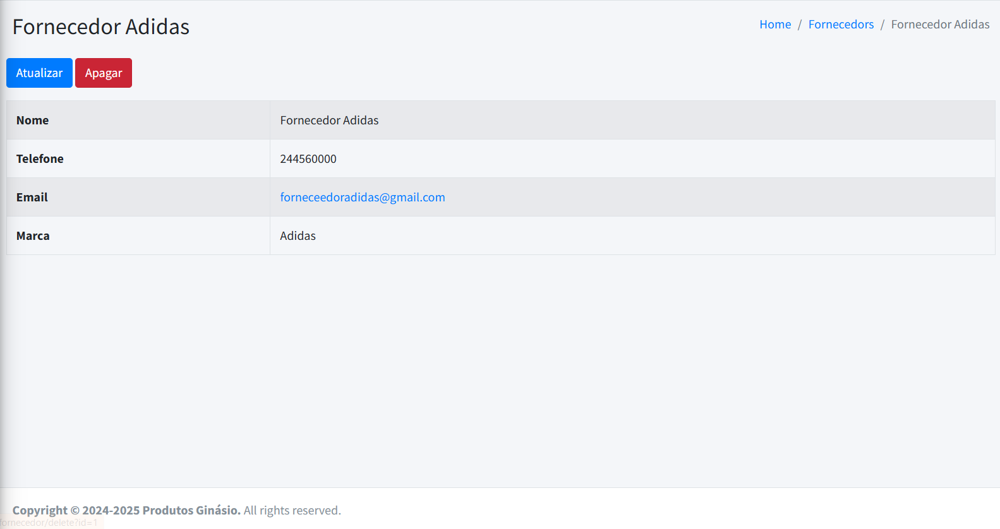 Fornecedor Adidas
Home / Fornecedors / Fornecedor Adidas
Atualizar Apagar
Nome Fornecedor Adidas
Telefone 244560000
Email forneceedoradidas@gmail.com
Marca Adidas
Copyright © 2024-2025 Produtos Ginásio. All rights reserved.
fornecedor/delete?id=1